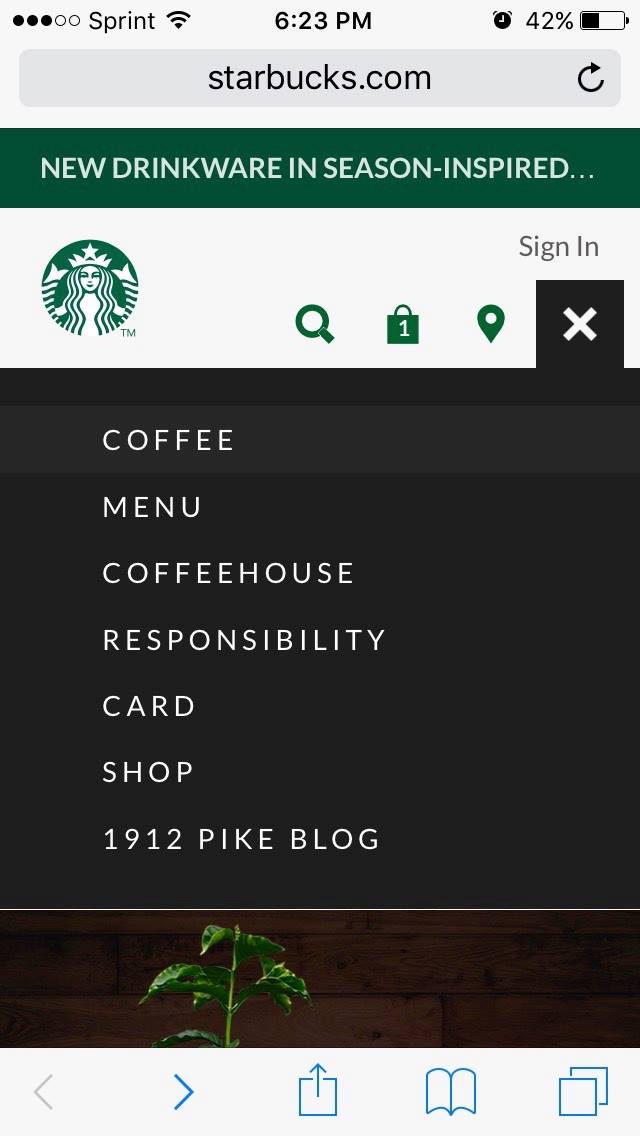 Sprint 6:23 PM 42%
starbucks.com
NEW DRINKWARE IN SEASON-INSPIRED...
Sign In
1
TM
COFFEE
MENU
COFFEEHOUSE
RESPONSIBILITY
CARD
SHOP
1912 PIKE BLOG